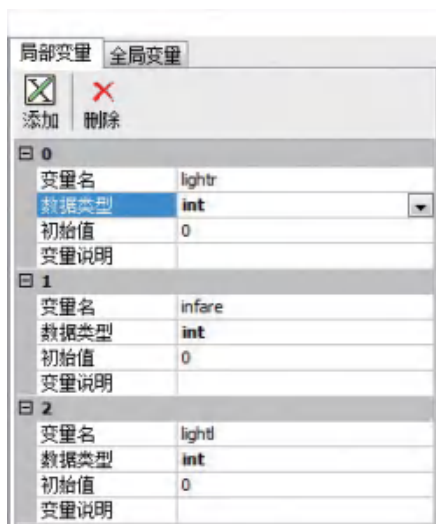 局部变量 全局变量
添加 删除
0
变量名 lightr
数据类型 int
初始值 0
变量说明
1
变量名 infare
数据类型 int
初始值 0
变量说明
2
变量名 lightl
数据类型 int
初始值 0
变量说明